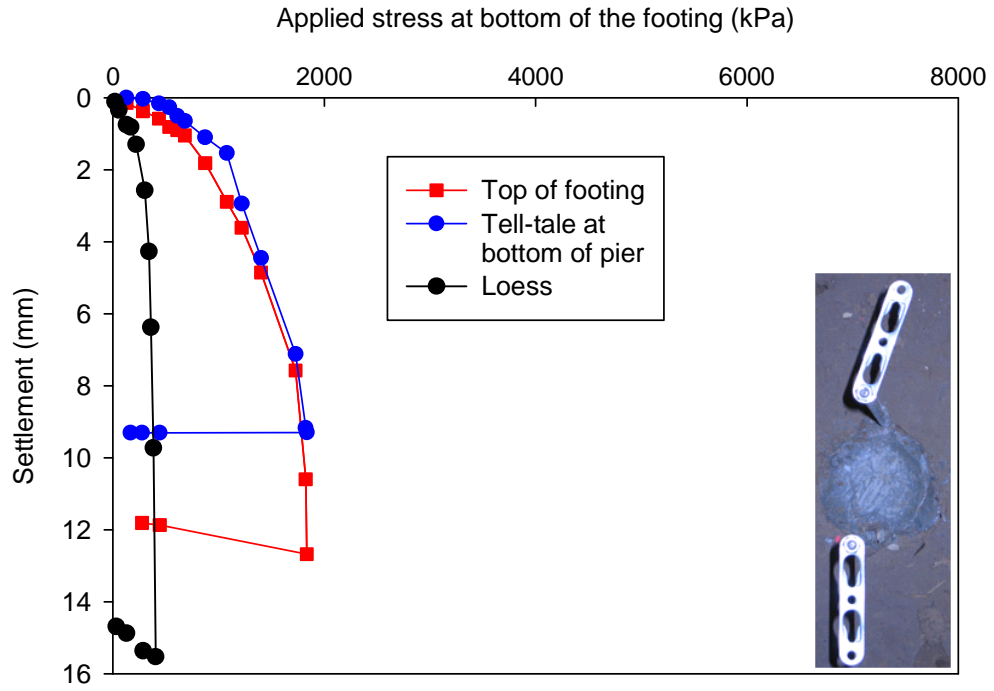 Applied stress at bottom of the footing (kPa)
0 2000 4000 6000 8000
0
2
4
6
8
10
12
14
16
Settlement (mm)
Top of footing
Tell-tale at
bottom of pier
Loess